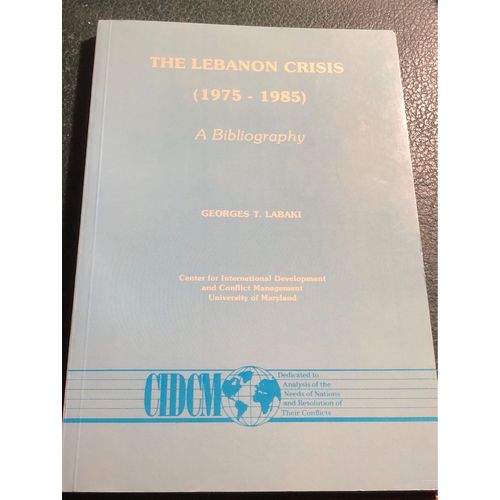 THE LEBANON CRISIS
(1975 - 1985)
A Bibliography
GEORGES T. LABAKI
Center for International Development
and Conflict Management
University of Maryland
CIDCM
Dedicated to
Analysis of the
Needs of Nations
and Resolution of
Their Conflicts